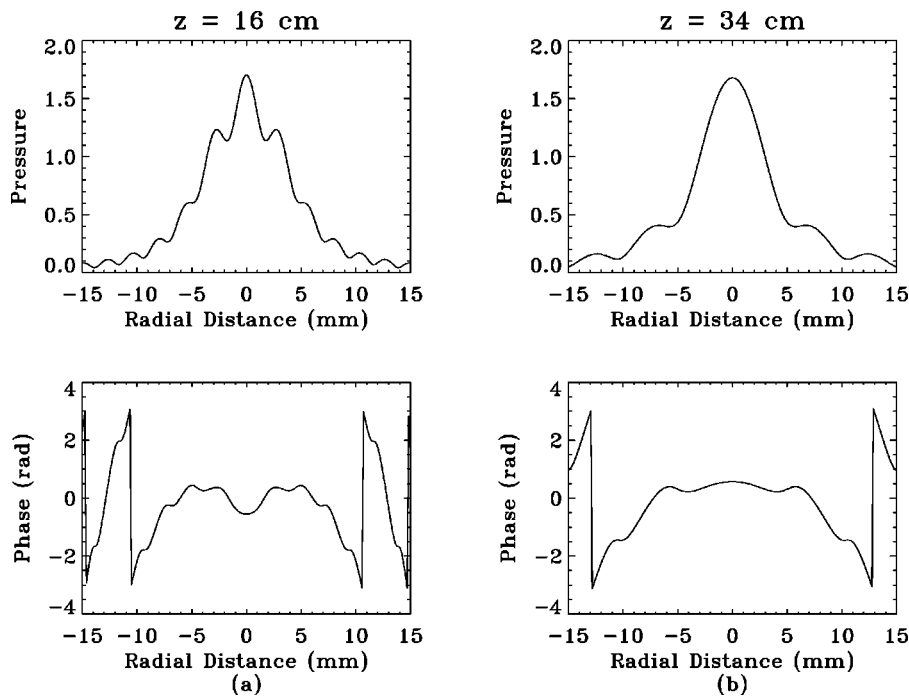 z = 16 cm
2.0
1.5
1.0
0.5
0.0
Pressure
-15 -10 -5 0 5 10 15
Radial Distance (mm)
z = 34 cm
2.0
1.5
1.0
0.5
0.0
Pressure
-15 -10 -5 0 5 10 15
Radial Distance (mm)
4
2
0
-2
-4
Phase (rad)
-15 -10 -5 0 5 10 15
Radial Distance (mm)
(a)
4
2
0
-2
-4
Phase (rad)
-15 -10 -5 0 5 10 15
Radial Distance (mm)
(b)